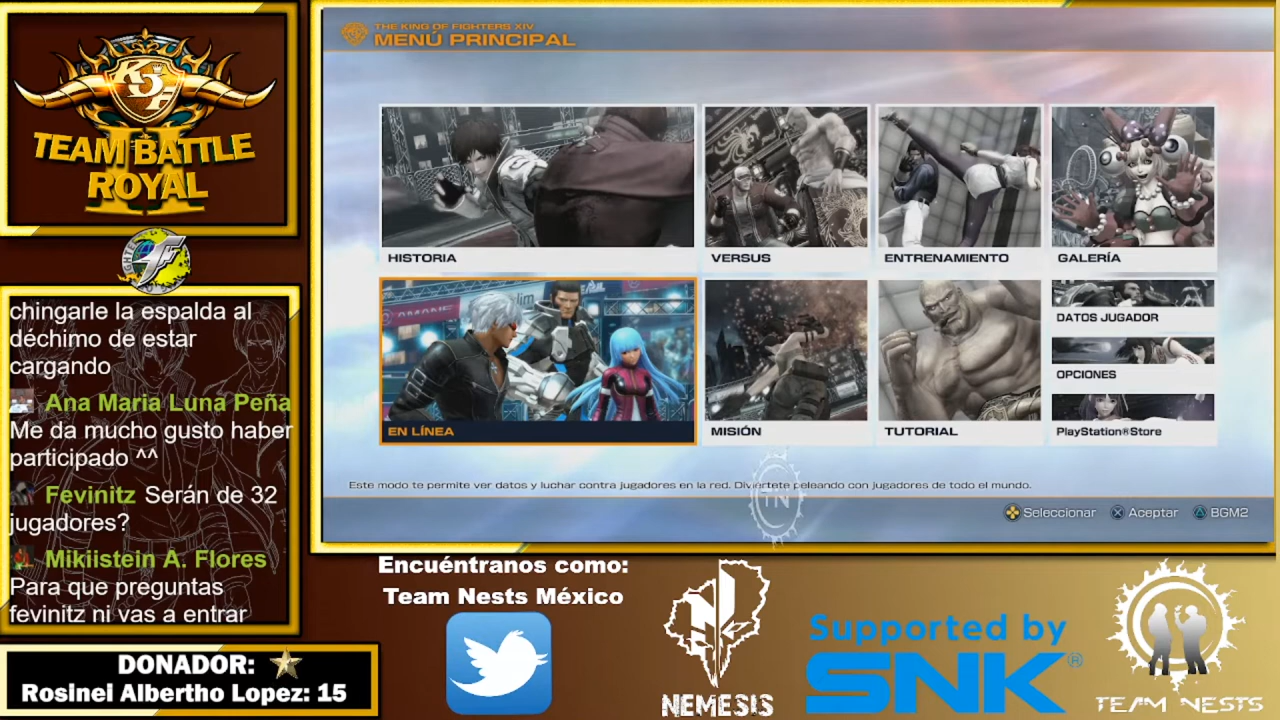 KOF
TEAM BATTLE
II
ROYAL
chingarle la espalda al
déchimo de estar
cargando
Ana Maria Luna Peña
Me da mucho gusto haber
participado ^^
Fevinitz Serán de 32
jugadores?
Mikiistein A. Flores
Para que preguntas
fevinitz ni vas a entrar
DONADOR:
Rosinei Albertho Lopez: 15
THE KING OF FIGHTERS XIV
MENÚ PRINCIPAL
HISTORIA
VERSUS
ENTRENAMIENTO
GALERÍA
EN LÍNEA
MISIÓN
TUTORIAL
DATOS JUGADOR
OPCIONES
PlayStation®Store
Este modo te permite ver datos y luchar contra jugadores en la red. Diviértete peleando con jugadores de todo el mundo.
TN
Seleccionar Aceptar BGM2
Encuéntranos como:
Team Nests México
NEMESIS
Supported by
SNK®
TEAM NESTS